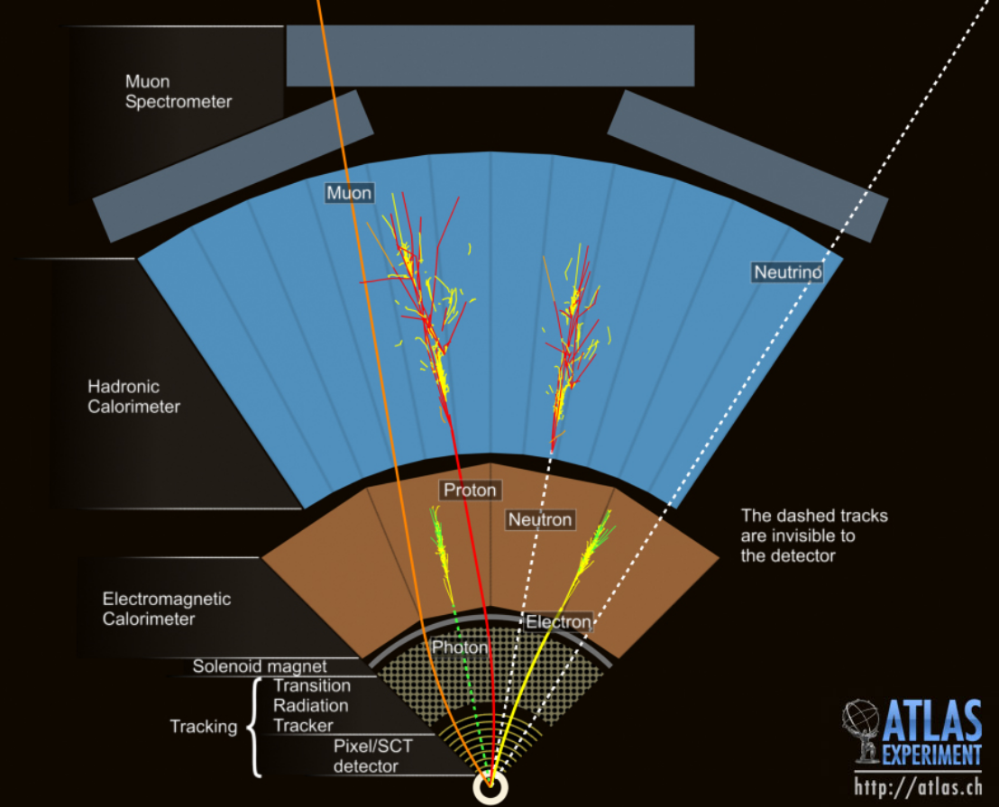 Muon
Spectrometer
Muon
Neutrino
Hadronic
Calorimeter
Proton
Neutron
The dashed tracks
are invisible to
the detector
Electromagnetic
Calorimeter
Electron
Photon
Solenoid magnet
Transition
Radiation
Tracker
Tracking
Pixel/SCT
detector
ATLAS
EXPERIMENT
http://atlas.ch